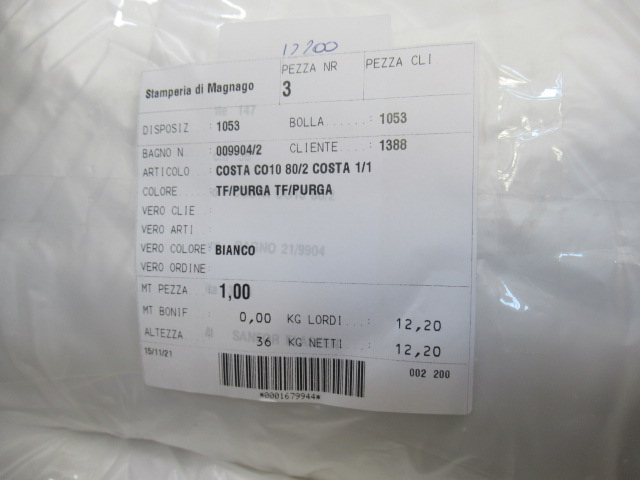 12200
Stamperia di Magnago
PEZZA NR
3
PEZZA CLI
DISPOSIZ..: 1053 BOLLA.....: 1053
BAGNO N...: 009904/2 CLIENTE...: 1388
ARTICOLO..: COSTA CO10 80/2 COSTA 1/1
COLORE....: TF/PURGA TF/PURGA
VERO CLIE.:
VERO ARTI.:
VERO COLORE: BIANCO
VERO ORDINE:
MT PEZZA..: 1,00
MT BONIF..: 0,00 KG LORDI...: 12,20
ALTEZZA...: 36 KG NETTI...: 12,20
15/11/21
002 200
*0001679944*